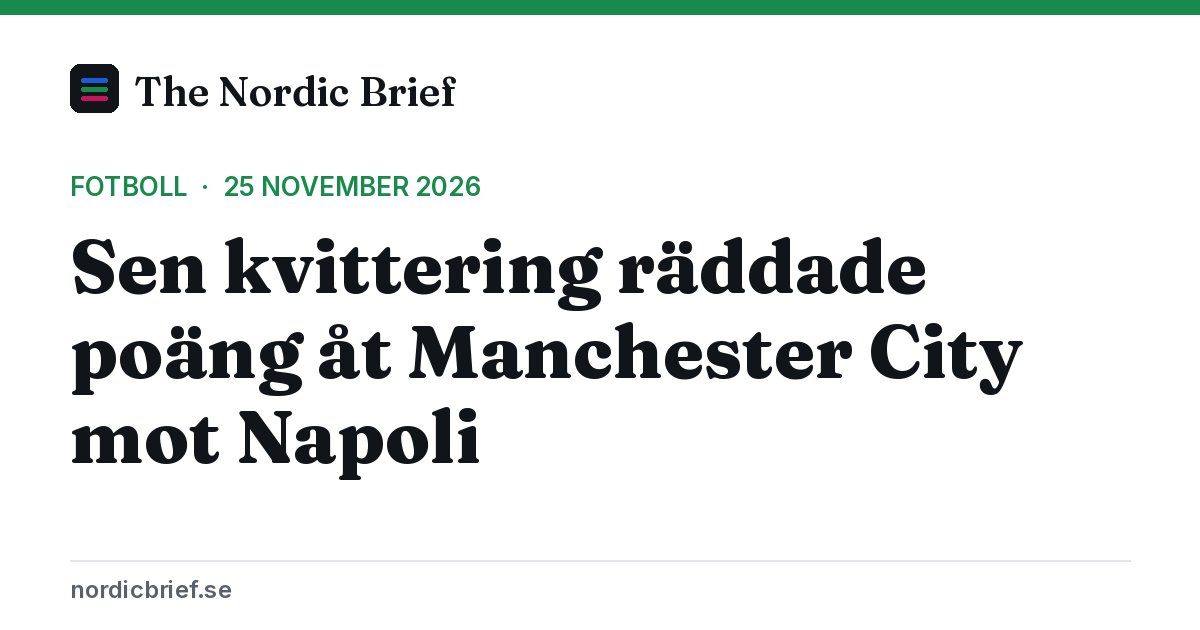 The Nordic Brief
FOTBOLL · 25 NOVEMBER 2026
Sen kvittering räddade
poäng åt Manchester City
mot Napoli
nordicbrief.se